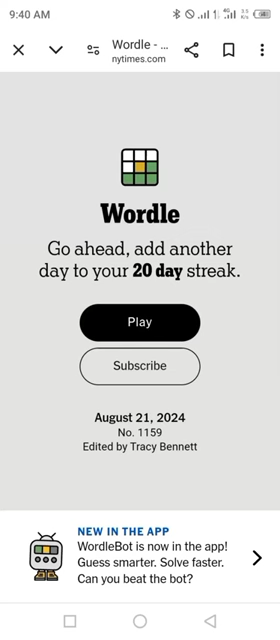 9:40 AM
Wordle - ...
nytimes.com
Wordle
Go ahead, add another
day to your 20 day streak.
Play
Subscribe
August 21, 2024
No. 1159
Edited by Tracy Bennett
NEW IN THE APP
WordleBot is now in the app!
Guess smarter. Solve faster.
Can you beat the bot?